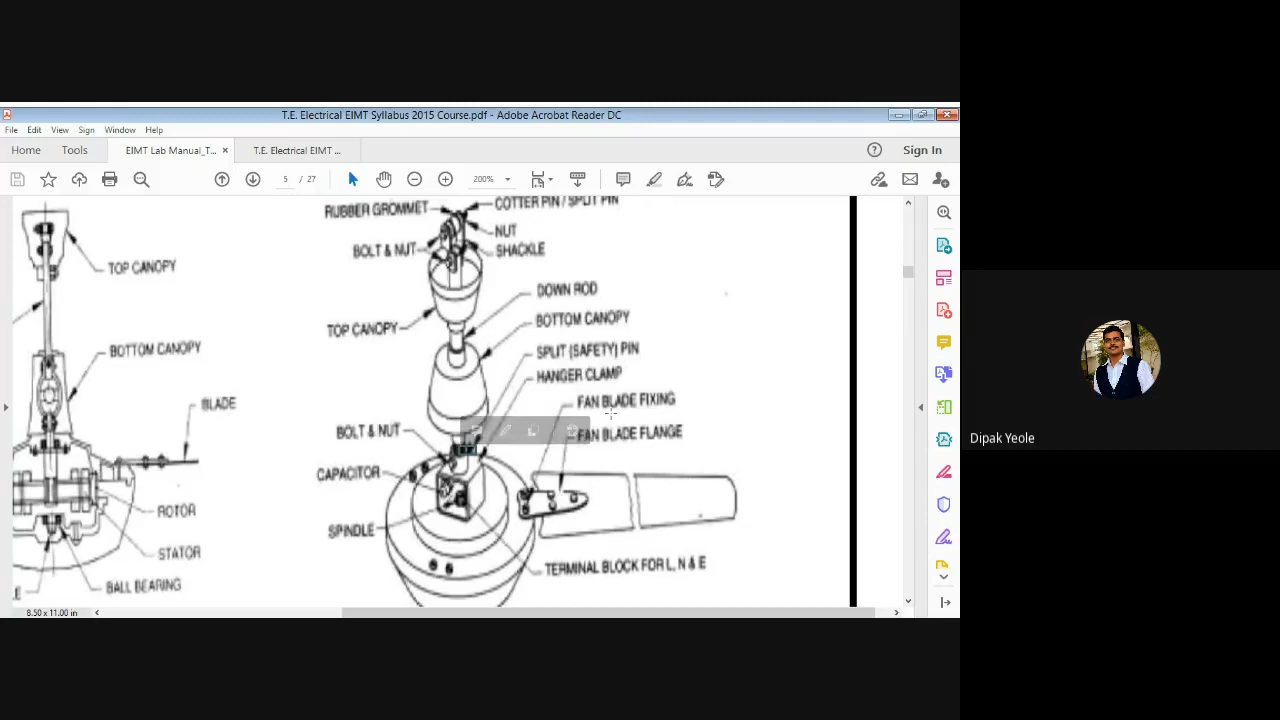 T.E. Electrical EIMT Syllabus 2015 Course.pdf - Adobe Acrobat Reader DC
File Edit View Sign Window Help
Home Tools EIMT Lab Manual_T... × T.E. Electrical EIMT ... Sign In
5 / 27 200%
RUBBER GROMMET
COTTER PIN / SPLIT PIN
NUT
BOLT & NUT
SHACKLE
TOP CANOPY
DOWN ROD
TOP CANOPY
BOTTOM CANOPY
BOTTOM CANOPY
SPLIT (SAFETY) PIN
HANGER CLAMP
BLADE
FAN BLADE FIXING
BOLT & NUT
FAN BLADE FLANGE
CAPACITOR
ROTOR
SPINDLE
STATOR
TERMINAL BLOCK FOR L, N & E
BALL BEARING
8.50 x 11.00 in
Dipak Yeole